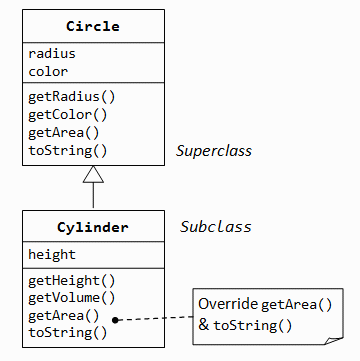 Circle
radius
color
getRadius()
getColor()
getArea()
toString()
Superclass
Cylinder
Subclass
height
getHeight()
getVolume()
getArea()
toString()
Override getArea()
& toString()